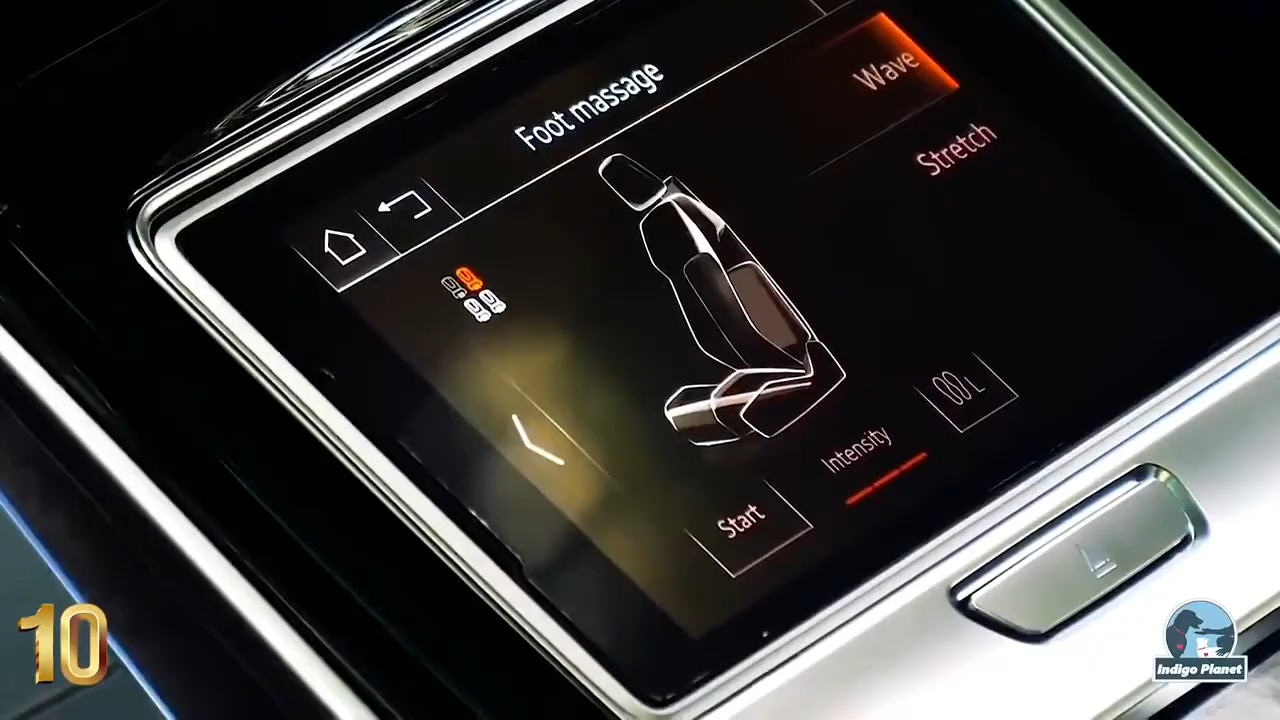 Foot massage
Wave
Stretch
Intensity
Start
10
Indigo Planet